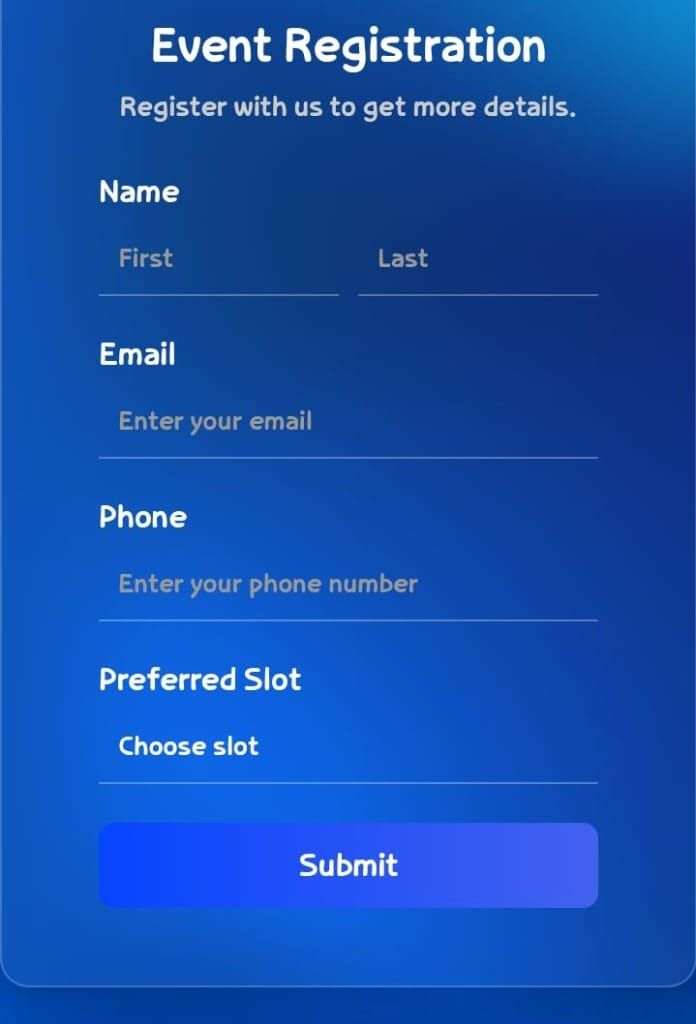 Event Registration
Register with us to get more details.
Name
First Last
Email
Enter your email
Phone
Enter your phone number
Preferred Slot
Choose slot
Submit